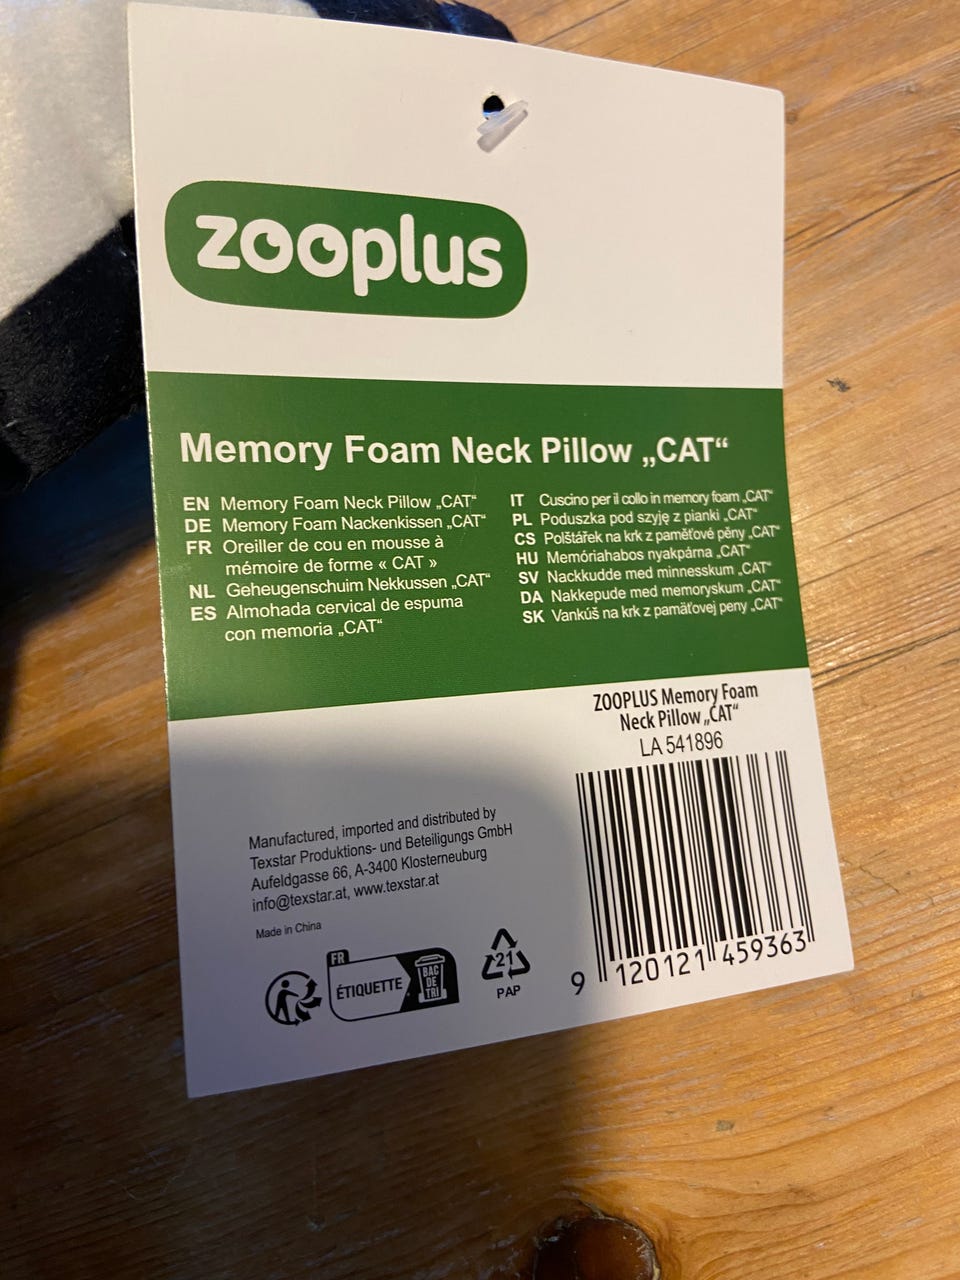 zooplus
Memory Foam Neck Pillow „CAT“
EN Memory Foam Neck Pillow „CAT“
DE Memory Foam Nackenkissen „CAT“
FR Oreiller de cou en mousse à
mémoire de forme « CAT »
NL Geheugenschuim Nekkussen „CAT“
ES Almohada cervical de espuma
con memoria „CAT“
IT Cuscino per il collo in memory foam „CAT“
PL Poduszka pod szyję z pianki „CAT“
CS Polštářek na krk z paměťové pěny „CAT“
HU Memóriahabos nyakpárna „CAT“
SV Nackkudde med minnesskum „CAT“
DA Nakkepude med memoryskum „CAT“
SK Vankúš na krk z pamäťovej peny „CAT“
ZOOPLUS Memory Foam
Neck Pillow „CAT“
LA 541896
Manufactured, imported and distributed by
Texstar Produktions- und Beteiligungs GmbH
Aufeldgasse 66, A-3400 Klosterneuburg
info@texstar.at, www.texstar.at
Made in China
FR
ÉTIQUETTE
BAC
DE
TRI
21
PAP
9 120121 459363